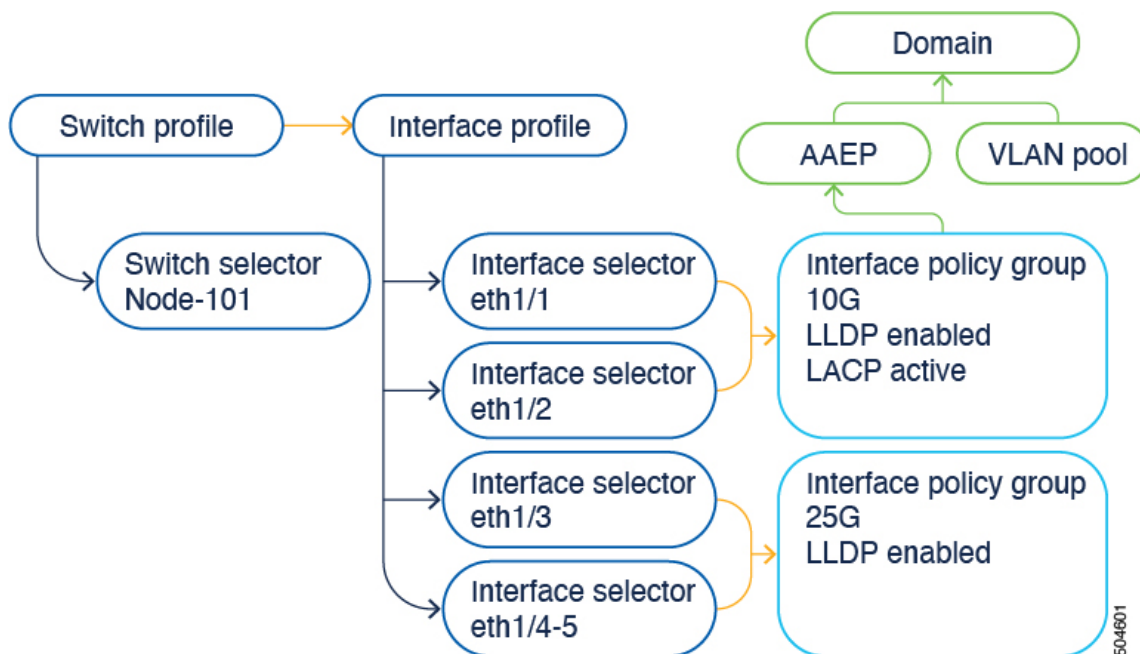 Domain
Switch profile
Interface profile
AAEP
VLAN pool
Switch selector
Node-101
Interface selector
eth1/1
Interface selector
eth1/2
Interface policy group
10G
LLDP enabled
LACP active
Interface selector
eth1/3
Interface selector
eth1/4-5
Interface policy group
25G
LLDP enabled
504601